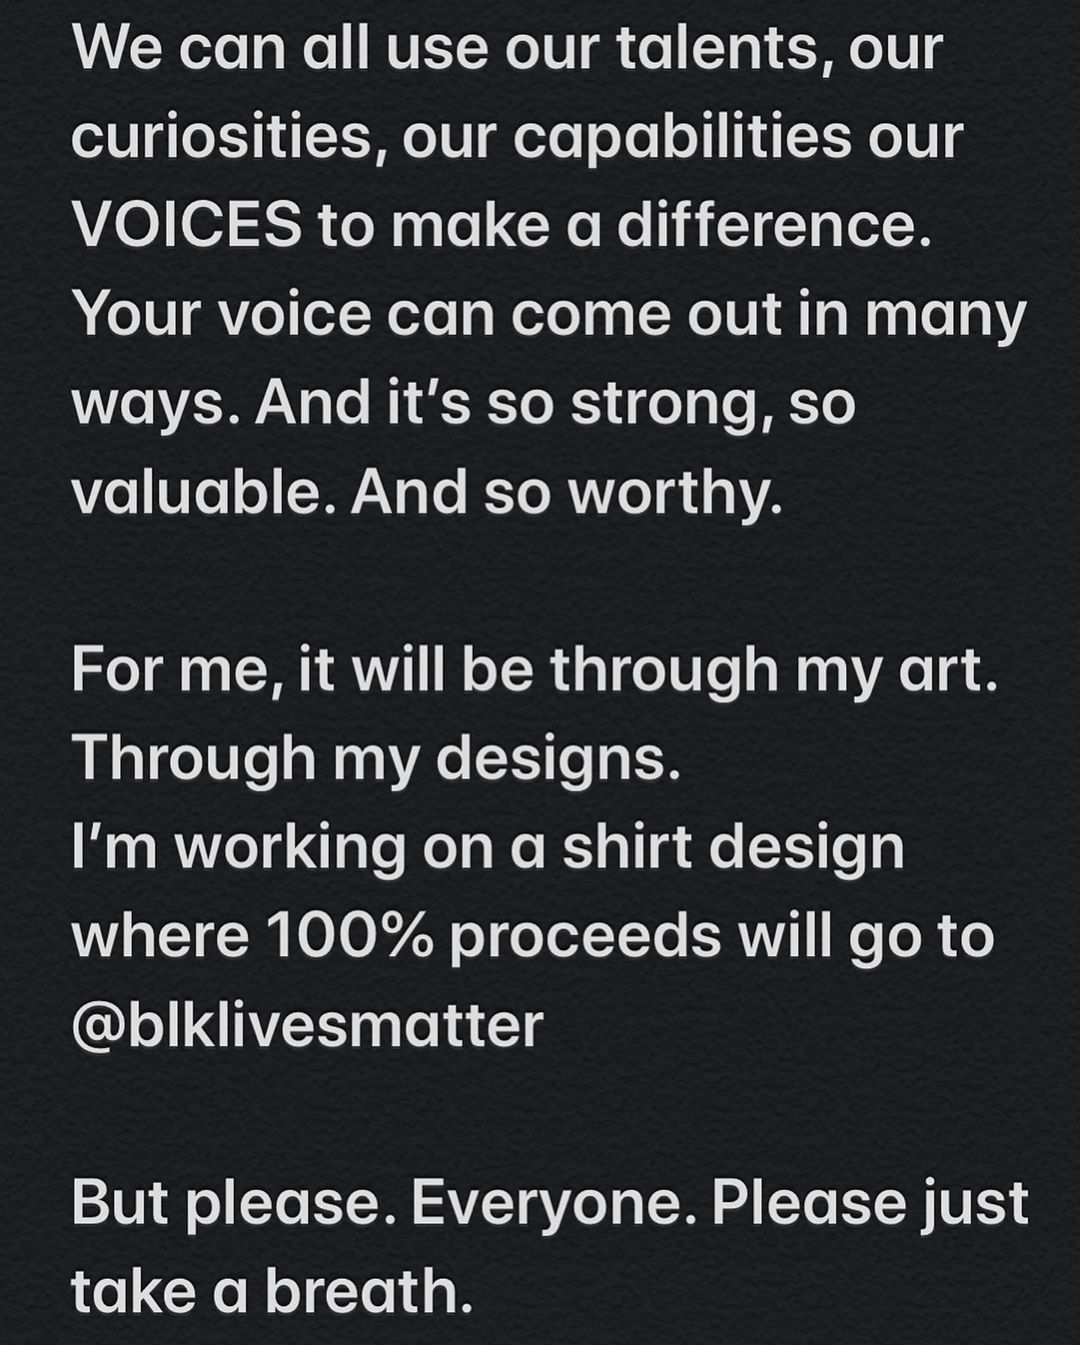 We can all use our talents, our
curiosities, our capabilities our
VOICES to make a difference.
Your voice can come out in many
ways. And it’s so strong, so
valuable. And so worthy.
For me, it will be through my art.
Through my designs.
I’m working on a shirt design
where 100% proceeds will go to
@blklivesmatter
But please. Everyone. Please just
take a breath.